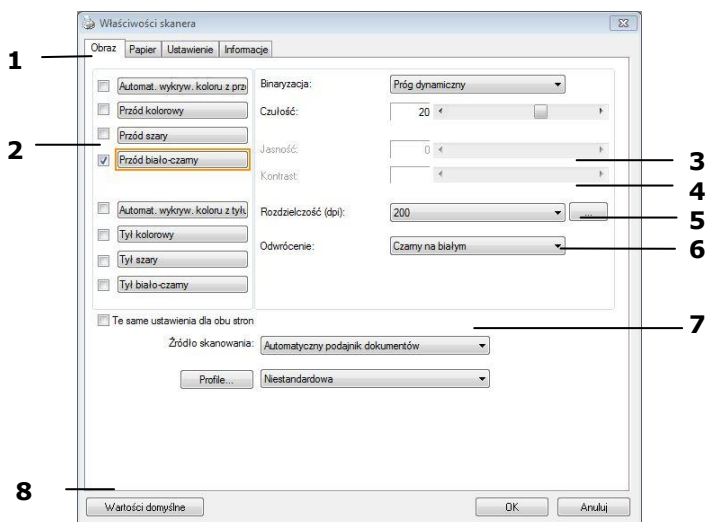 Właściwości skanera
Obraz Papier Ustawienie Informacje
1
Automat. wykryw. koloru z prz
Binaryzacja: Próg dynamiczny
Przód kolorowy
Czułość: 20
Przód szary
2
Jasność: 0
Przód biało-czarny
3
Kontrast:
4
Automat. wykryw. koloru z tyłu
Rozdzielczość (dpi): 200 ...
5
Tył kolorowy
Odwrócenie: Czarny na białym
6
Tył szary
Tył biało-czarny
Te same ustawienia dla obu stron
7
Źródło skanowania: Automatyczny podajnik dokumentów
Profile... Niestandardowa
8
Wartości domyślne OK Anuluj